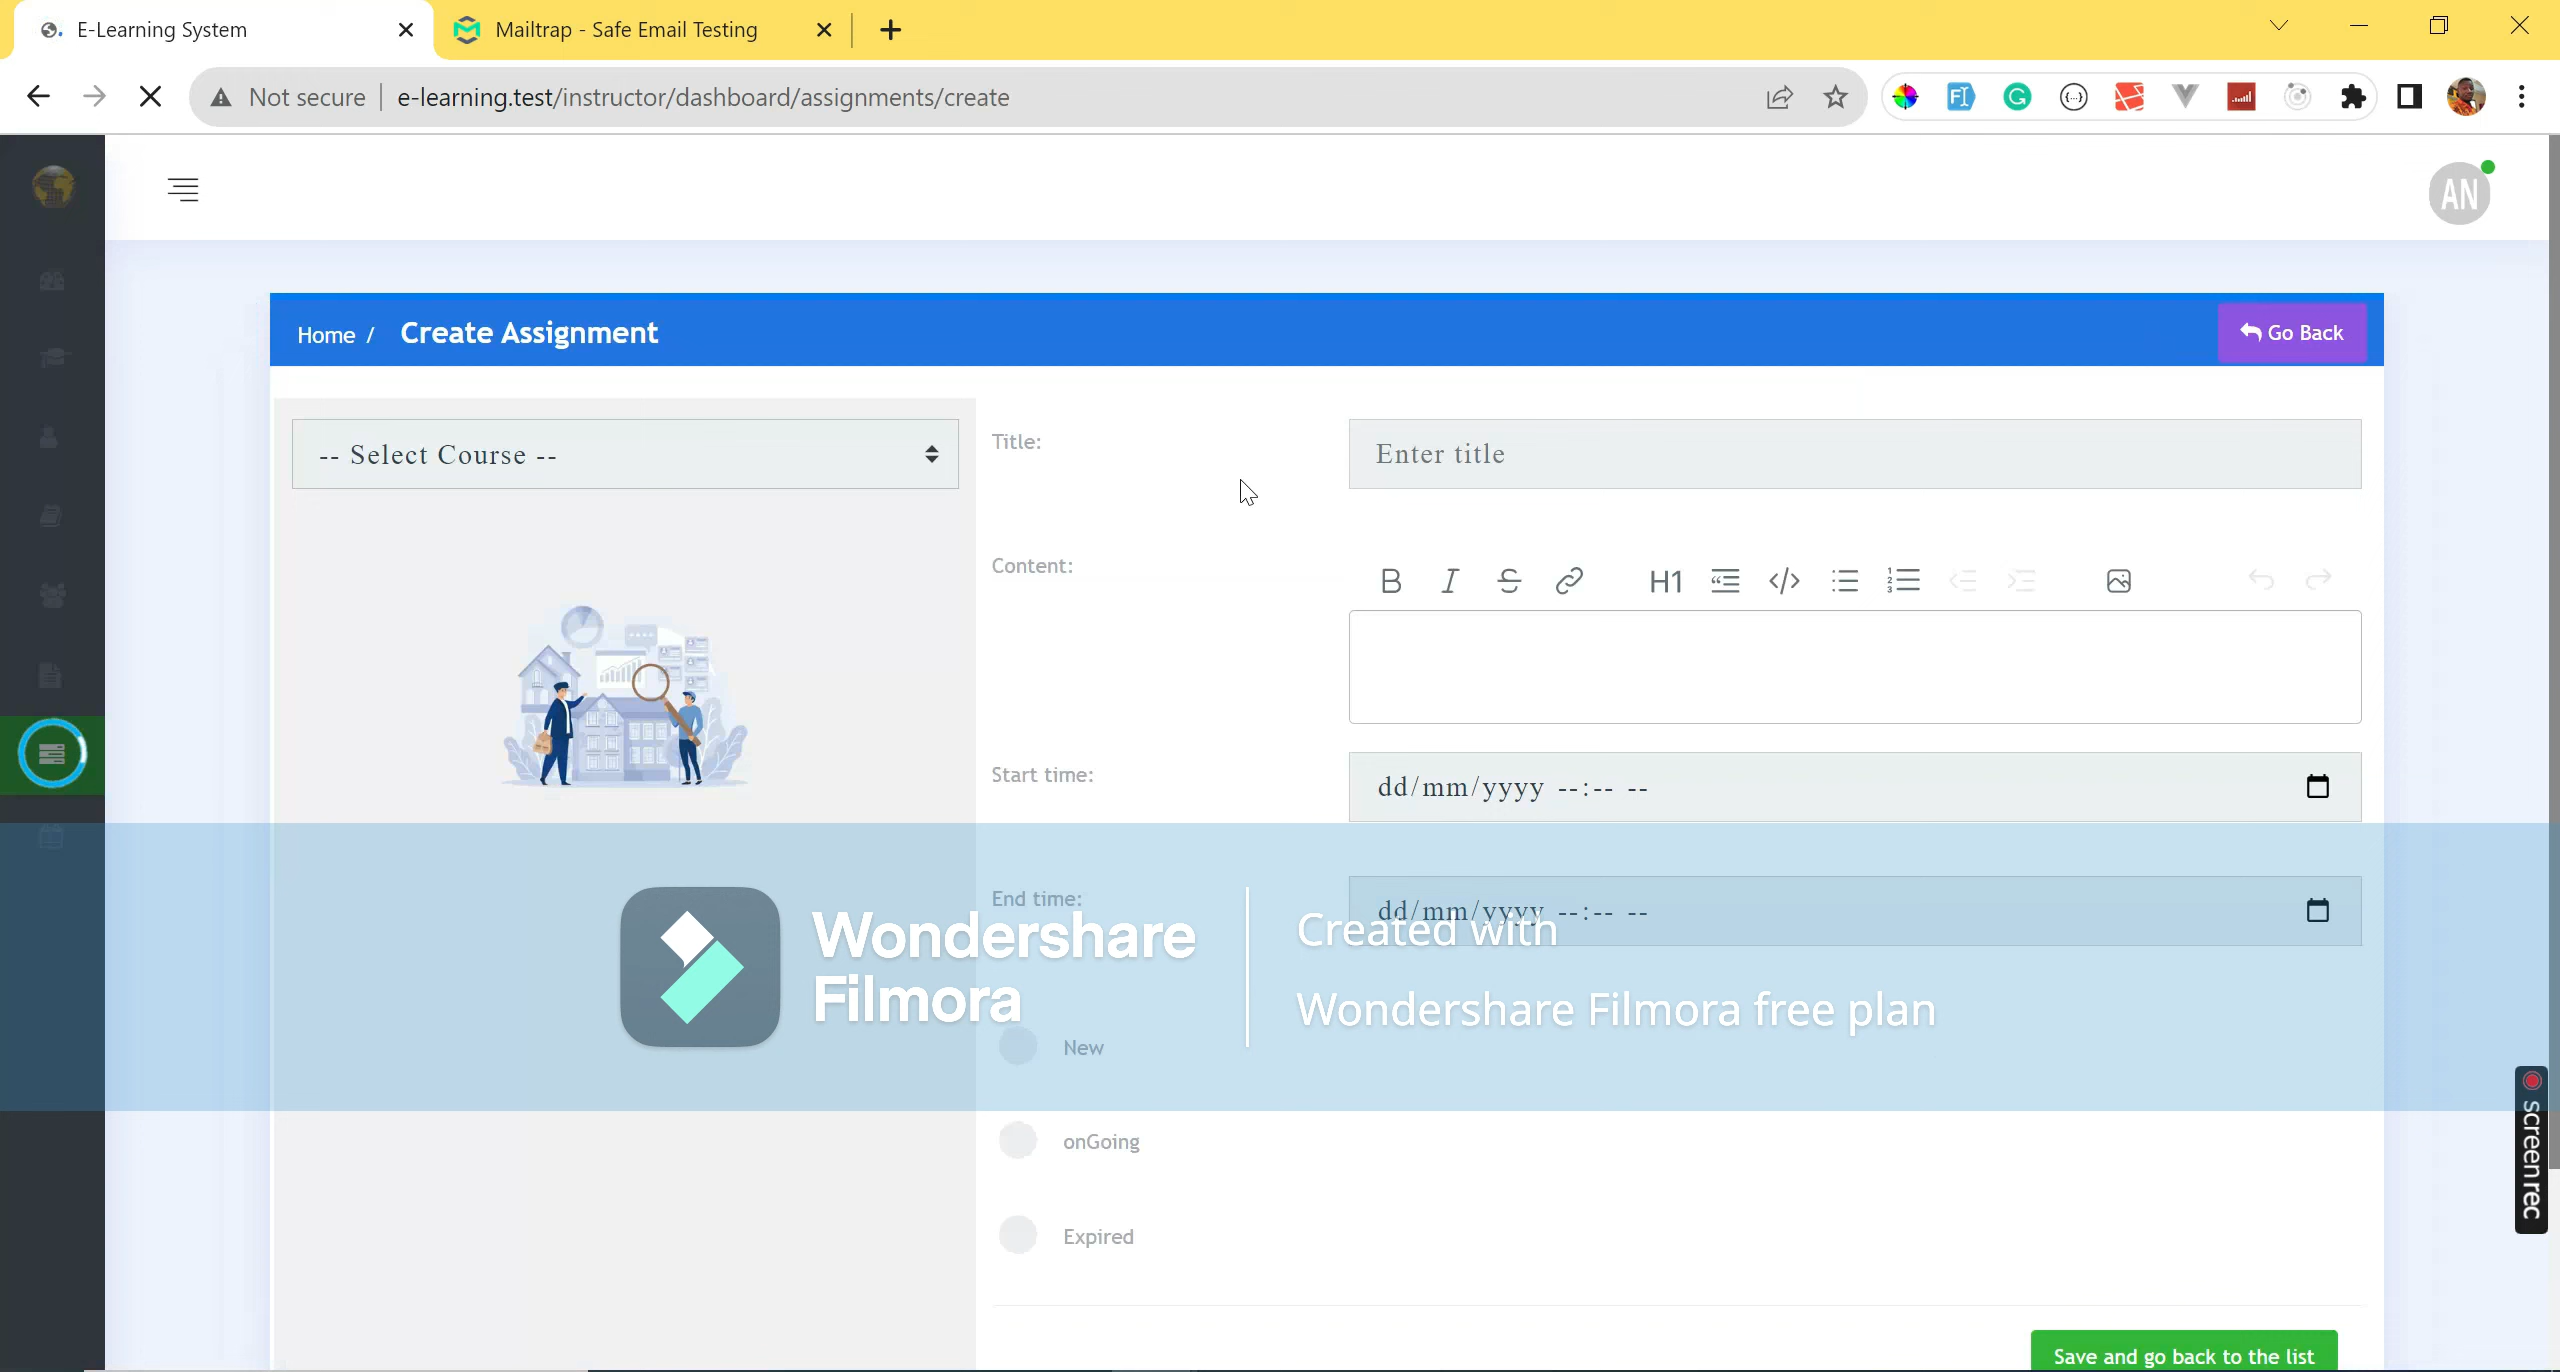 E-Learning System
Mailtrap - Safe Email Testing
Not secure
e-learning.test/instructor/dashboard/assignments/create
AN
Home /
Create Assignment
Go Back
-- Select Course --
Title:
Enter title
Content:
H1
Start time:
dd/mm/yyyy --:-- --
End time:
dd/mm/yyyy --:-- --
Wondershare
Filmora
Created with
Wondershare Filmora free plan
New
onGoing
Expired
screenrec
Save and go back to the list